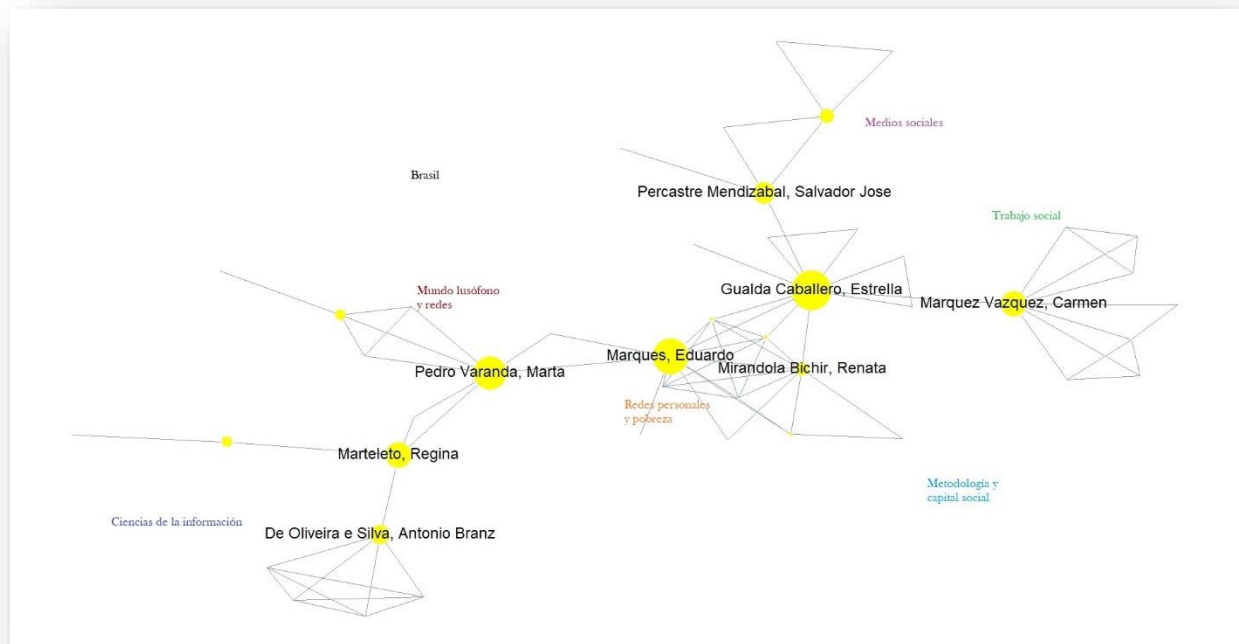 Medios sociales
Brasil
Percastre Mendizabal, Salvador Jose
Trabajo social
Mundo lusófono
y redes
Gualda Caballero, Estrella
Marquez Vazquez, Carmen
Marques, Eduardo
Pedro Varanda, Marta
Mirandola Bichir, Renata
Redes personales
y pobreza
Marteleto, Regina
Metodología y
capital social
Ciencias de la información
De Oliveira e Silva, Antonio Branz